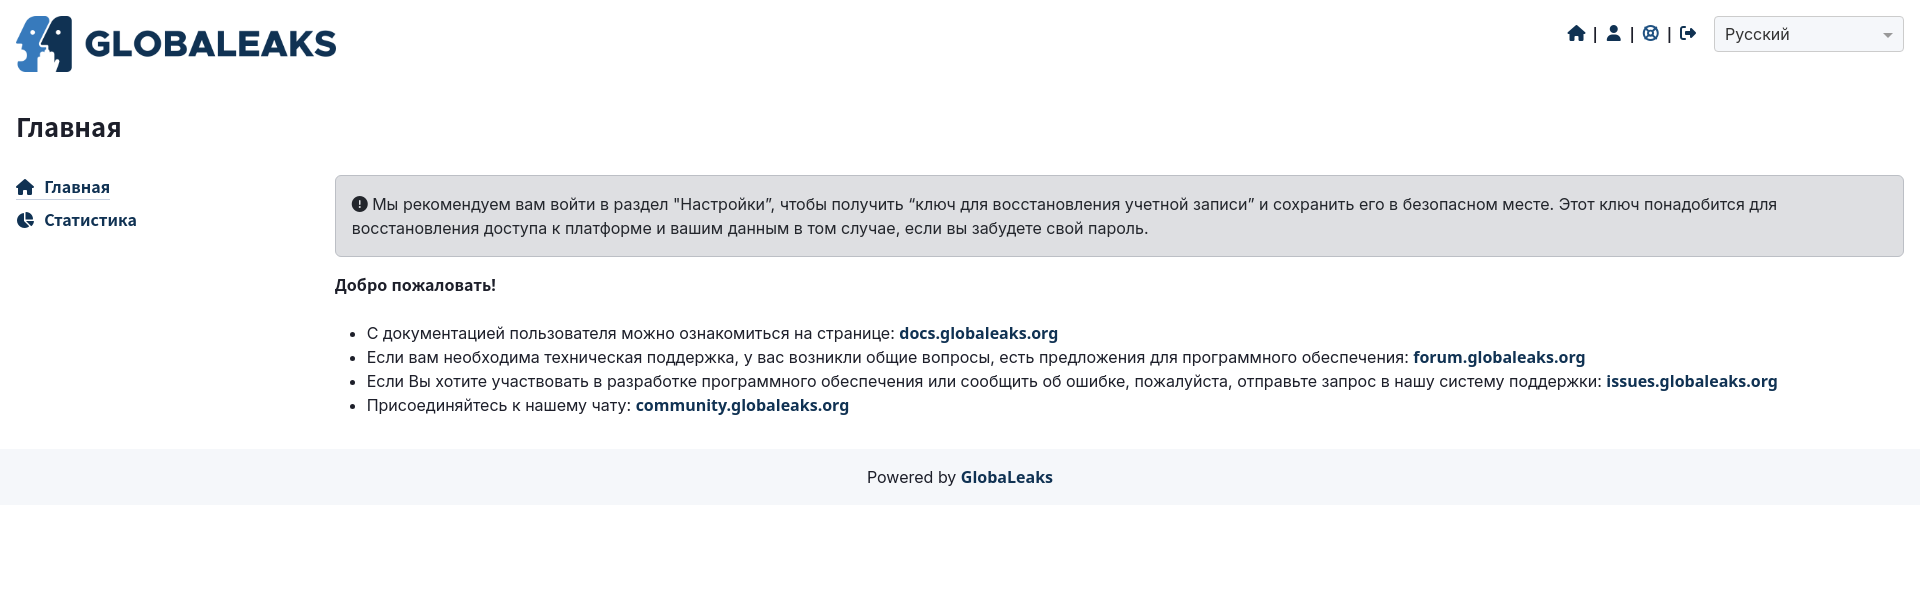 GLOBALEAKS
| | | Русский
Главная
Главная
Статистика
Мы рекомендуем вам войти в раздел "Настройки”, чтобы получить “ключ для восстановления учетной записи” и сохранить его в безопасном месте. Этот ключ понадобится для
восстановления доступа к платформе и вашим данным в том случае, если вы забудете свой пароль.
Добро пожаловать!
• С документацией пользователя можно ознакомиться на странице: docs.globaleaks.org
• Если вам необходима техническая поддержка, у вас возникли общие вопросы, есть предложения для программного обеспечения: forum.globaleaks.org
• Если Вы хотите участвовать в разработке программного обеспечения или сообщить об ошибке, пожалуйста, отправьте запрос в нашу систему поддержки: issues.globaleaks.org
• Присоединяйтесь к нашему чату: community.globaleaks.org
Powered by GlobaLeaks